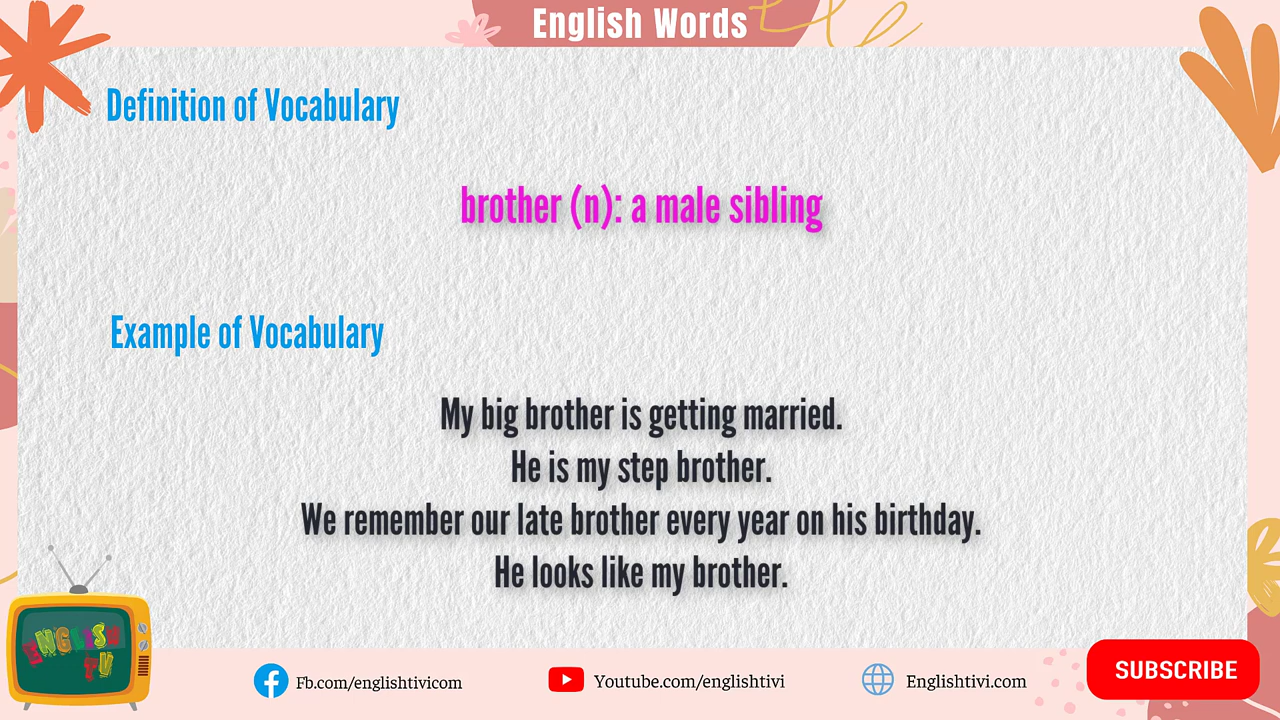 English Words
Definition of Vocabulary
brother (n): a male sibling
Example of Vocabulary
My big brother is getting married.
He is my step brother.
We remember our late brother every year on his birthday.
He looks like my brother.
ENGLISH
TV
Fb.com/englishtivicom
Youtube.com/englishtivi
Englishtivi.com
SUBSCRIBE